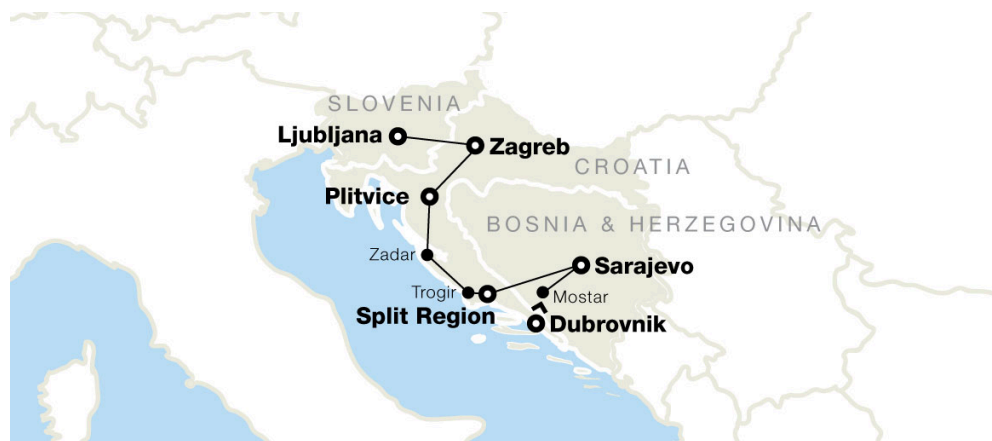 SLOVENIA
Ljubljana
Zagreb
CROATIA
Plitvice
BOSNIA & HERZEGOVINA
Zadar
Sarajevo
Trogir
Mostar
Split Region
Dubrovnik